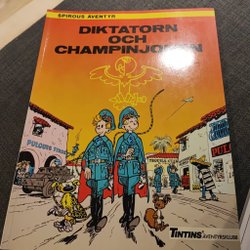 SPIROUS ÄVENTYR
DIKTATORN
OCH
CHAMPINJONEN
TINTINS ÄVENTYRSKLUBB